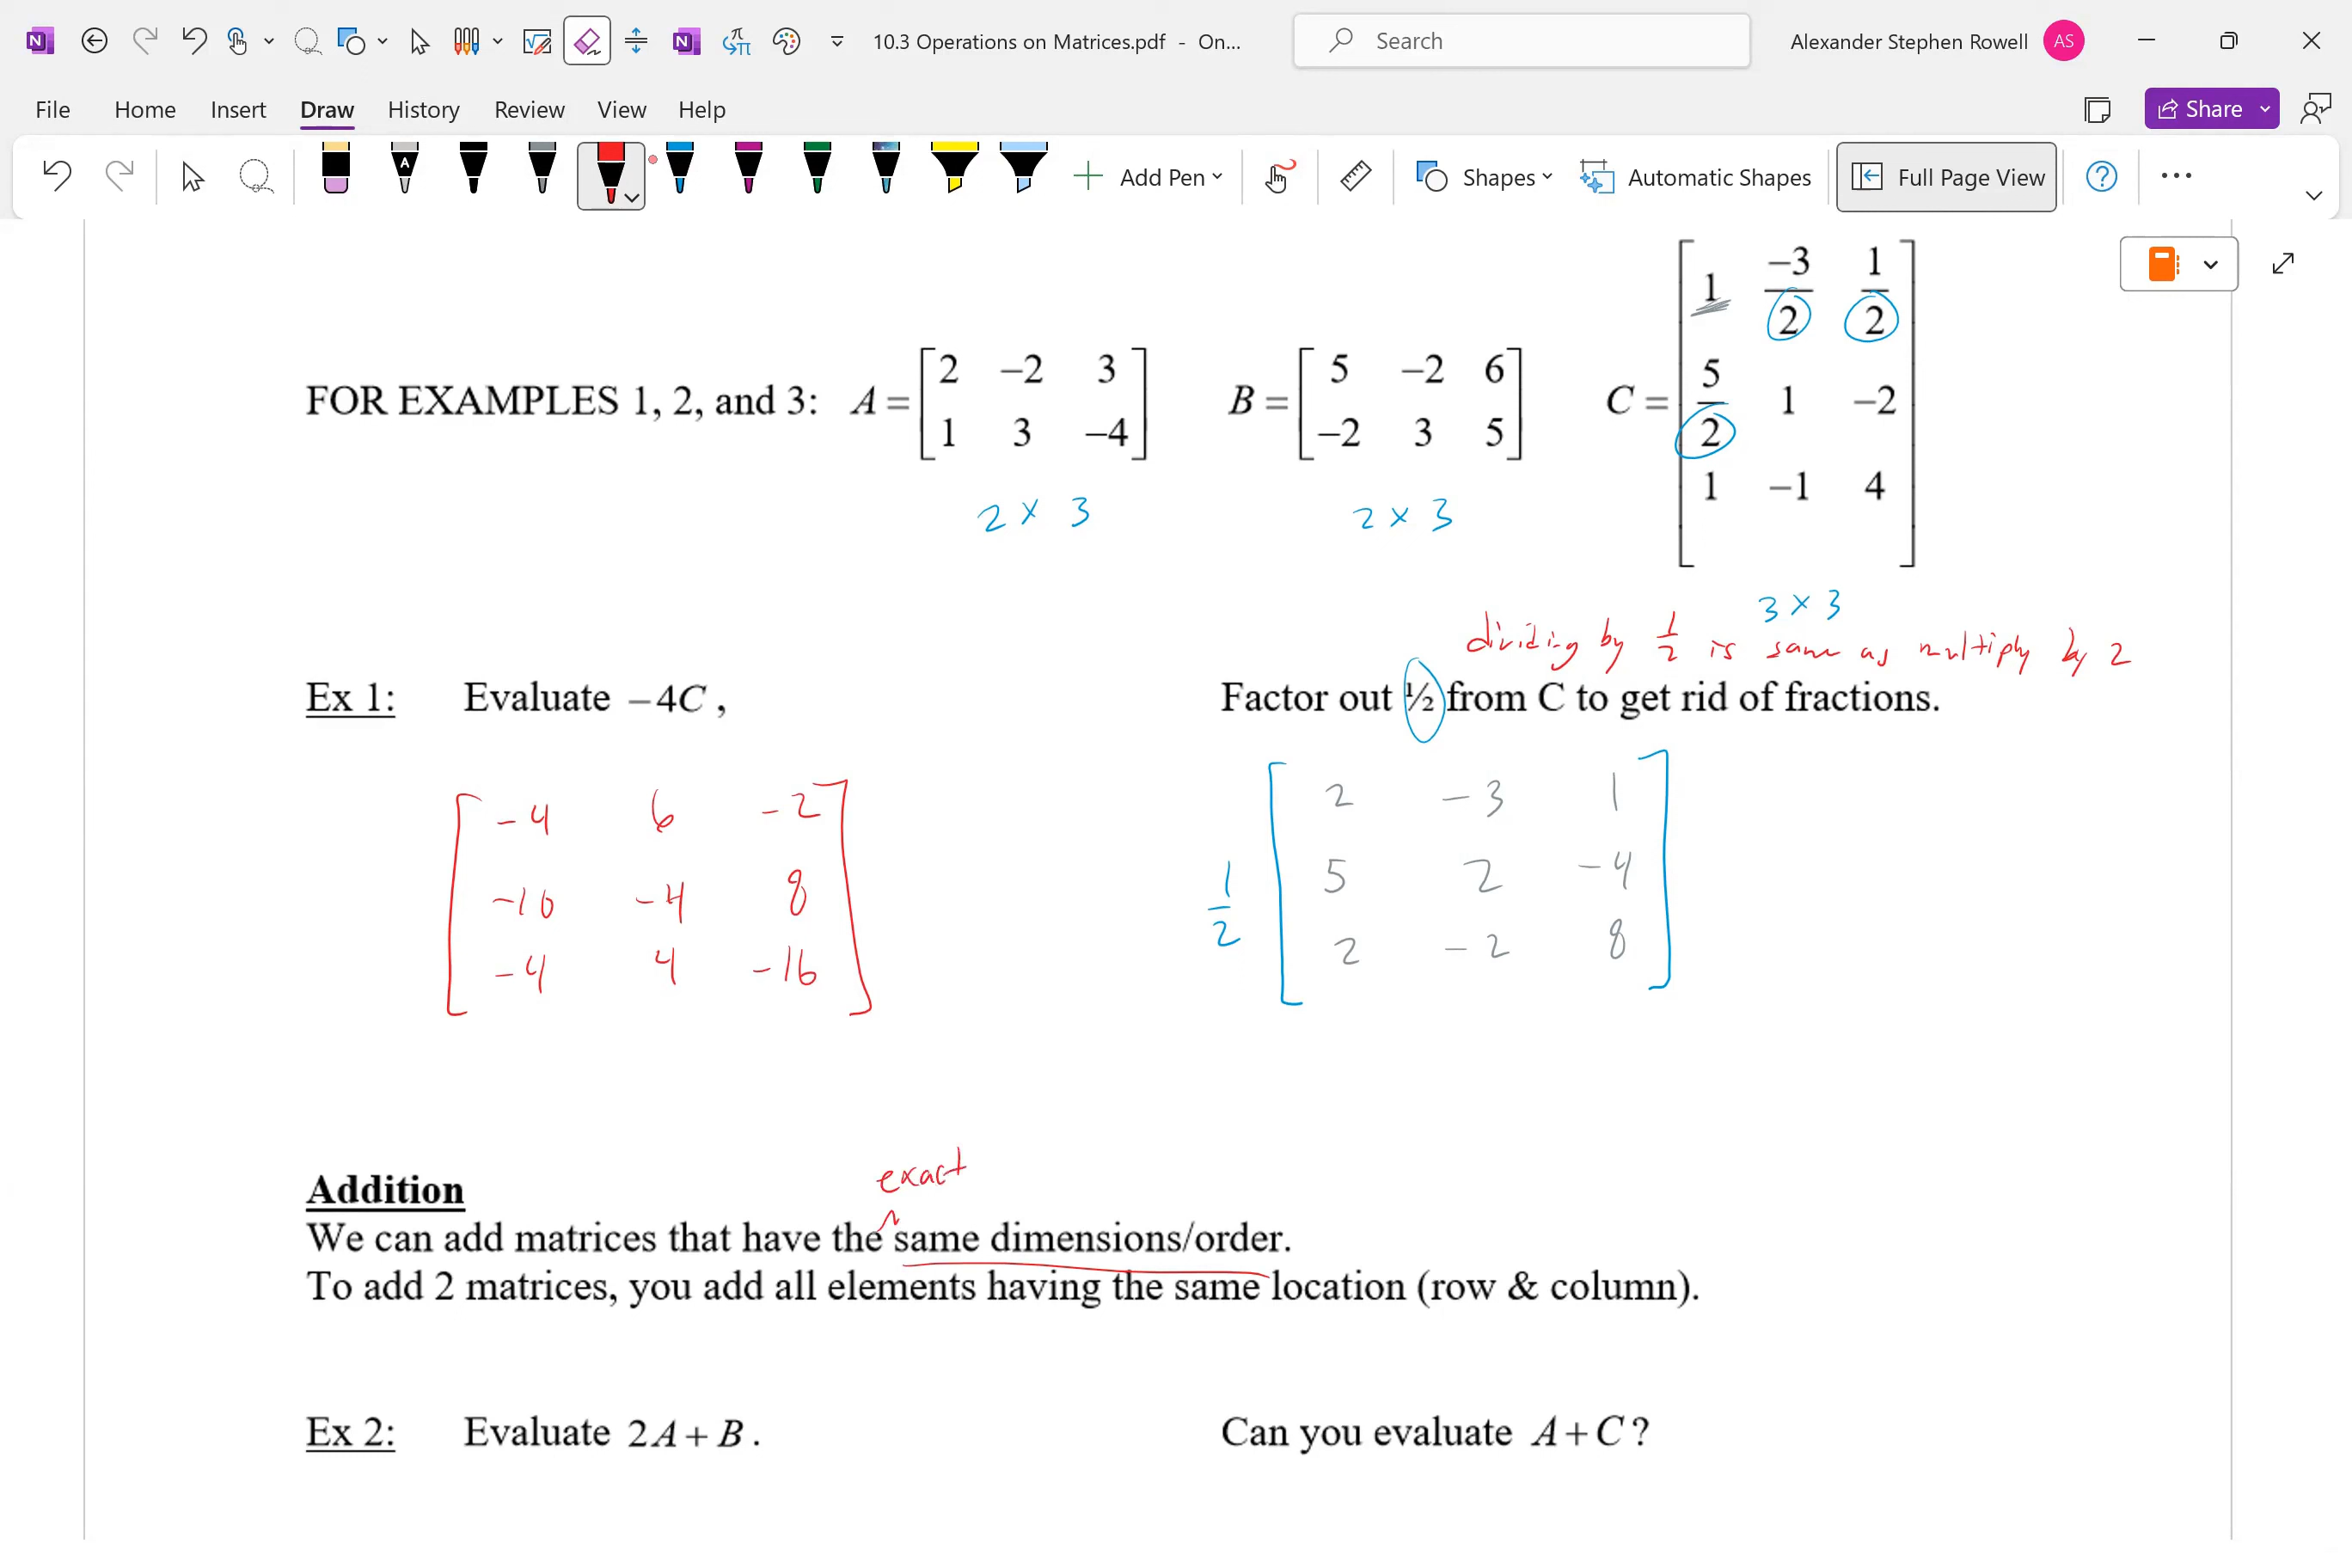 10.3 Operations on Matrices.pdf - On... Search Alexander Stephen Rowell AS
File Home Insert Draw History Review View Help Share
A Add Pen Shapes Automatic Shapes Full Page View
FOR EXAMPLES 1, 2, and 3: A = [2 −2 3; 1 3 −4] B = [5 −2 6; −2 3 5] C = [1 −3/2 1/2; 5/2 1 −2; 1 −1 4]
2 × 3 2 × 3 3 × 3
dividing by 1/2 is same as multiply by 2
Ex 1: Evaluate −4C , Factor out ½ from C to get rid of fractions.
-4 6 -2
-10 -4 8
-4 4 -16
1/2
2 -3 1
5 2 -4
2 -2 8
Addition
exact
We can add matrices that have the same dimensions/order.
To add 2 matrices, you add all elements having the same location (row & column).
Ex 2: Evaluate 2A + B . Can you evaluate A + C ?